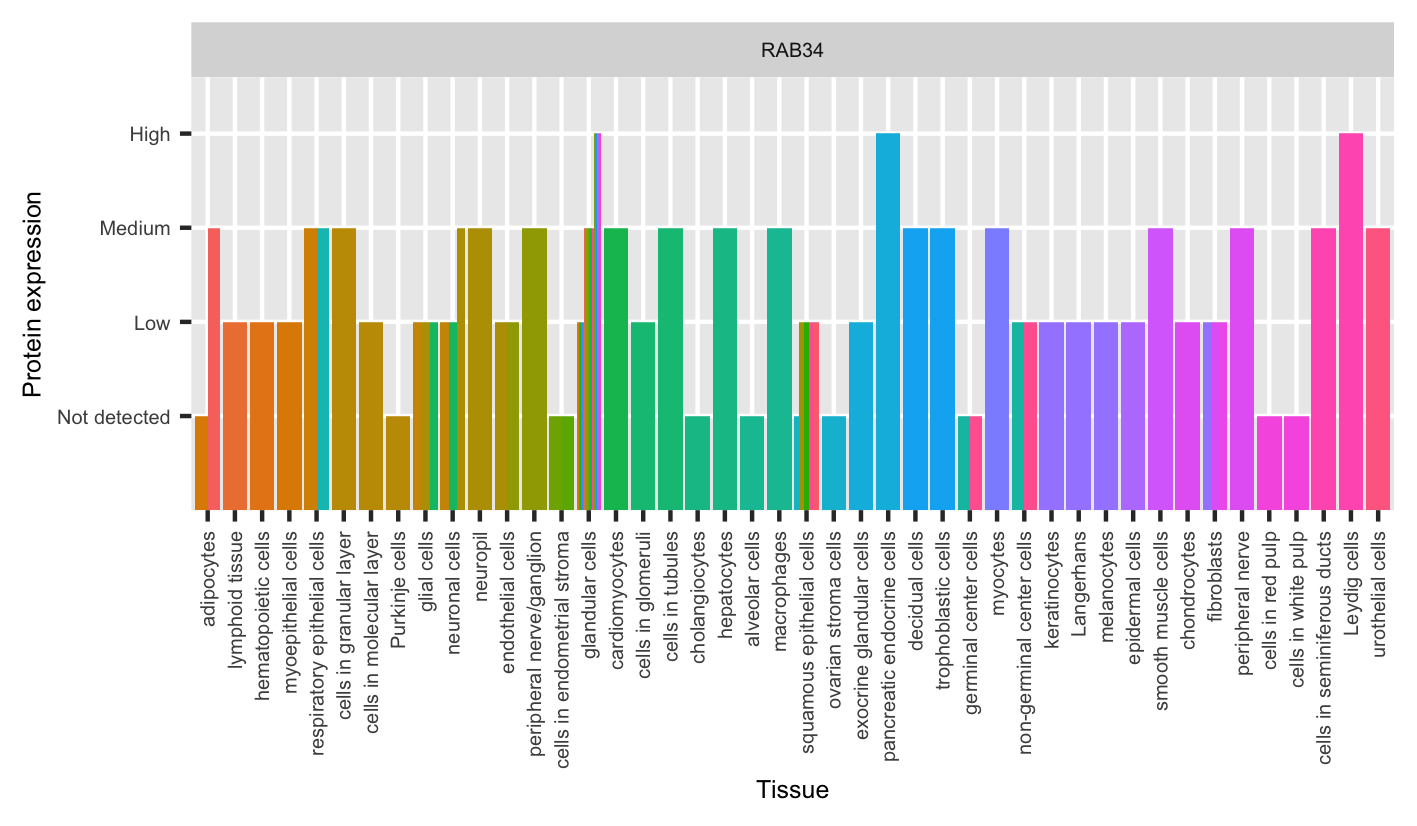 RAB34
Protein expression
High
Medium
Low
Not detected
adipocytes
lymphoid tissue
hematopoietic cells
myoepithelial cells
respiratory epithelial cells
cells in granular layer
cells in molecular layer
Purkinje cells
glial cells
neuronal cells
neuropil
endothelial cells
peripheral nerve/ganglion
cells in endometrial stroma
glandular cells
cardiomyocytes
cells in glomeruli
cells in tubules
cholangiocytes
hepatocytes
alveolar cells
macrophages
squamous epithelial cells
ovarian stroma cells
exocrine glandular cells
pancreatic endocrine cells
decidual cells
trophoblastic cells
germinal center cells
myocytes
non-germinal center cells
keratinocytes
Langerhans
melanocytes
epidermal cells
smooth muscle cells
chondrocytes
fibroblasts
peripheral nerve
cells in red pulp
cells in white pulp
cells in seminiferous ducts
Leydig cells
urothelial cells
Tissue